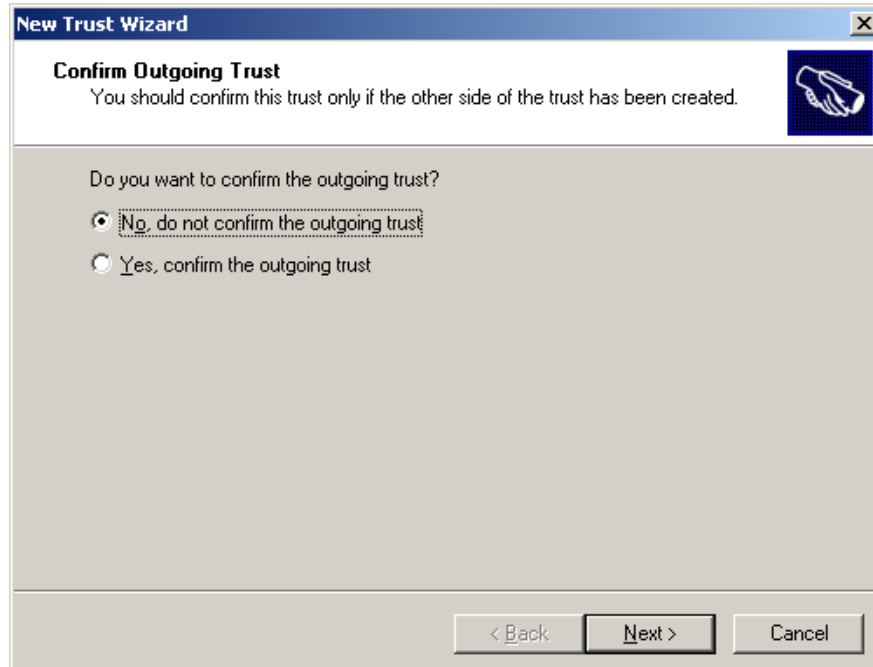 New Trust Wizard
Confirm Outgoing Trust
You should confirm this trust only if the other side of the trust has been created.
Do you want to confirm the outgoing trust?
No, do not confirm the outgoing trust
Yes, confirm the outgoing trust
< Back Next > Cancel